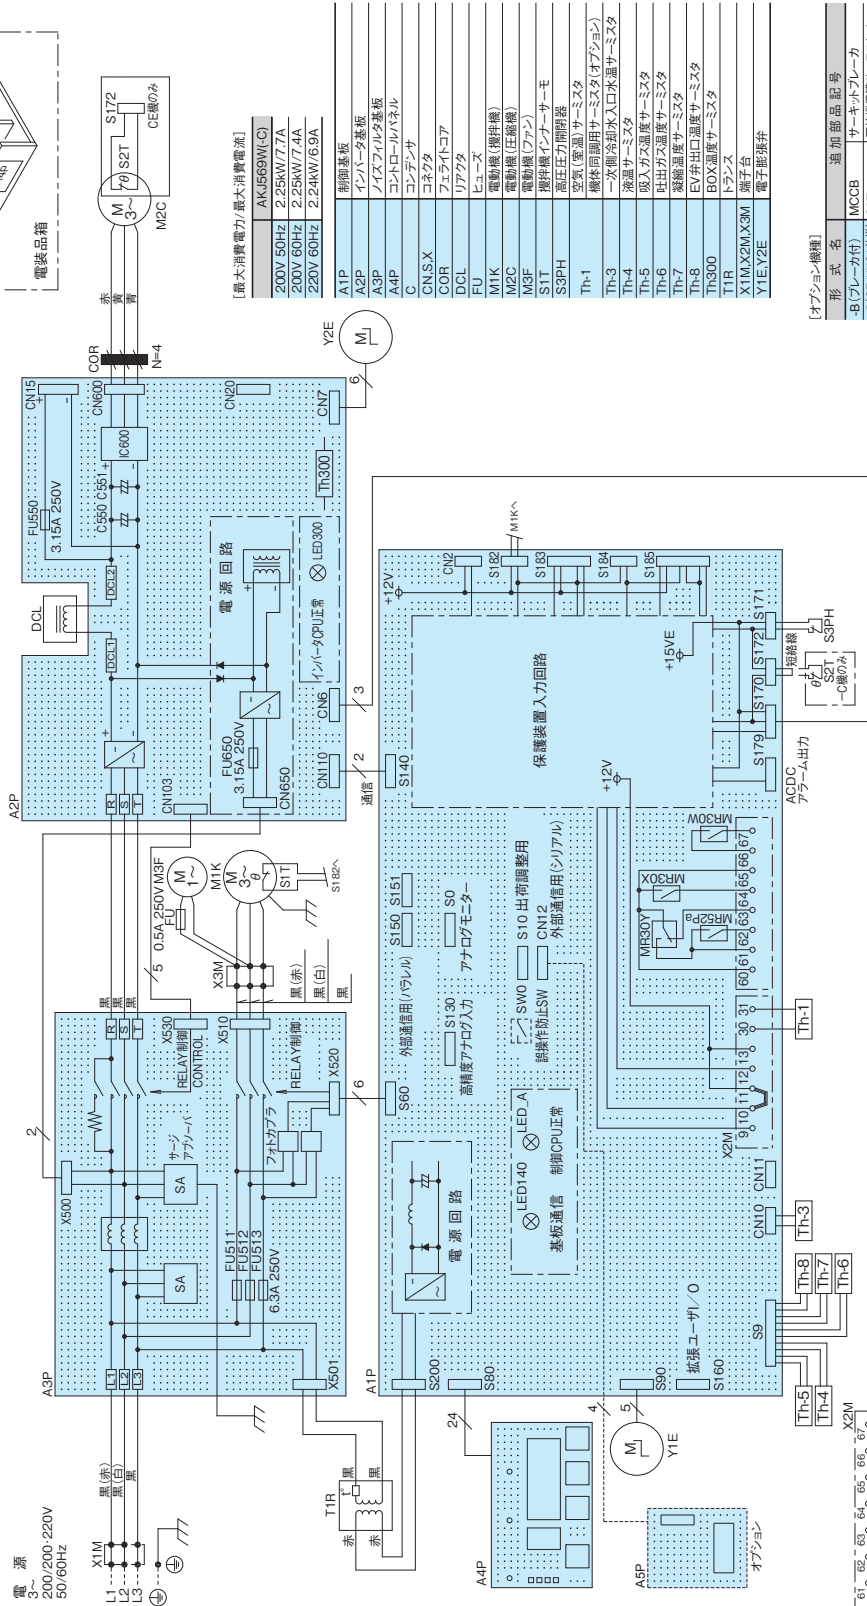 電源
3～
200/200・220V
50/60Hz
X1M
L1
L2
L3
黒(赤)
黒(白)
黒
A3P
L1
L2
L3
X500
X501
SA
SA
サージ
アブソーバ
FU511
FU512
FU513
6.3A 250V
フォトカプラ
RELAY制御
CONTROL
RELAY制御
X530
X510
X520
R
S
T
黒
黒
黒
2
5
6
X3M
黒(赤)
黒(白)
黒
0.5A 250V M3F
FU
M
1～
M1K
M
3～
θ
S1T
S182へ
A2P
R
S
T
CN103
DCL
DCL1
DCL2
FU550
3.15A 250V
C550 C551
IC600
CN15
CN600
CN20
電源回路
FU650
3.15A 250V
CN650
LED300
インバータCPU正常
Th300
CN110
CN6
CN7
2
通信
3
6
Y2E
M
COR
N=4
赤
黄
青
M
3～
M2C
θ
S2T
S172
CE機のみ
電装品箱
T1R
t°
赤
赤
黒
黒
A1P
S200
S80
S90
S160
S60
S140
S150
S151
外部通信用(パラレル)
S130
高精度アナログ入力
S0
アナログモニター
SW0
誤操作防止SW
S10 出荷調整用
CN12
外部通信用(シリアル)
電源回路
LED140
LED_A
基板通信
制御CPU正常
拡張ユーザI/O
S9
CN10
CN11
Th-5
Th-4
Th-8
Th-7
Th-6
Th-3
Th-1
保護装置入力回路
+12V
+12V
+15VE
CN2
S182
S183
S184
S185
M1Kへ
S179
S170
S172
S171
短絡線
S2T
θ
-C機のみ
S3PH
ACDC
アラーム出力
X2M
9
10
11
12
13
30
31
60
61
62
63
64
65
66
67
MR30Y
MR52Pa
MR30X
MR30W
24
A4P
4
5
M
Y1E
A5P
オプション
X2M
61
62
63
64
65
66
67
[最大消費電力/最大消費電流]
AKJ569W(-C)
200V 50Hz 2.25kW/7.7A
200V 60Hz 2.25kW/7.4A
220V 60Hz 2.24kW/6.9A
A1P 制御基板
A2P インバータ基板
A3P ノイズフィルタ基板
A4P コントロールパネル
C コンデンサ
CN,S,X コネクタ
COR フェライトコア
DCL リアクタ
FU ヒューズ
M1K 電動機(攪拌機)
M2C 電動機(圧縮機)
M3F 電動機(ファン)
S1T 攪拌機インナーサーモ
S3PH 高圧圧力開閉器
Th-1 空気(室温)サーミスタ
機体同調用サーミスタ(オプション)
Th-3 一次側冷却水入口水温サーミスタ
Th-4 液温サーミスタ
Th-5 吸入ガス温度サーミスタ
Th-6 吐出ガス温度サーミスタ
Th-7 凝縮温度サーミスタ
Th-8 EV弁出口温度サーミスタ
Th300 BOX温度サーミスタ
T1R トランス
X1M,X2M,X3M 端子台
Y1E,Y2E 電子膨張弁
[オプション機種]
形式名 追加部品記号
-B(ブレーカ付) MCCB サーキットブレーカ